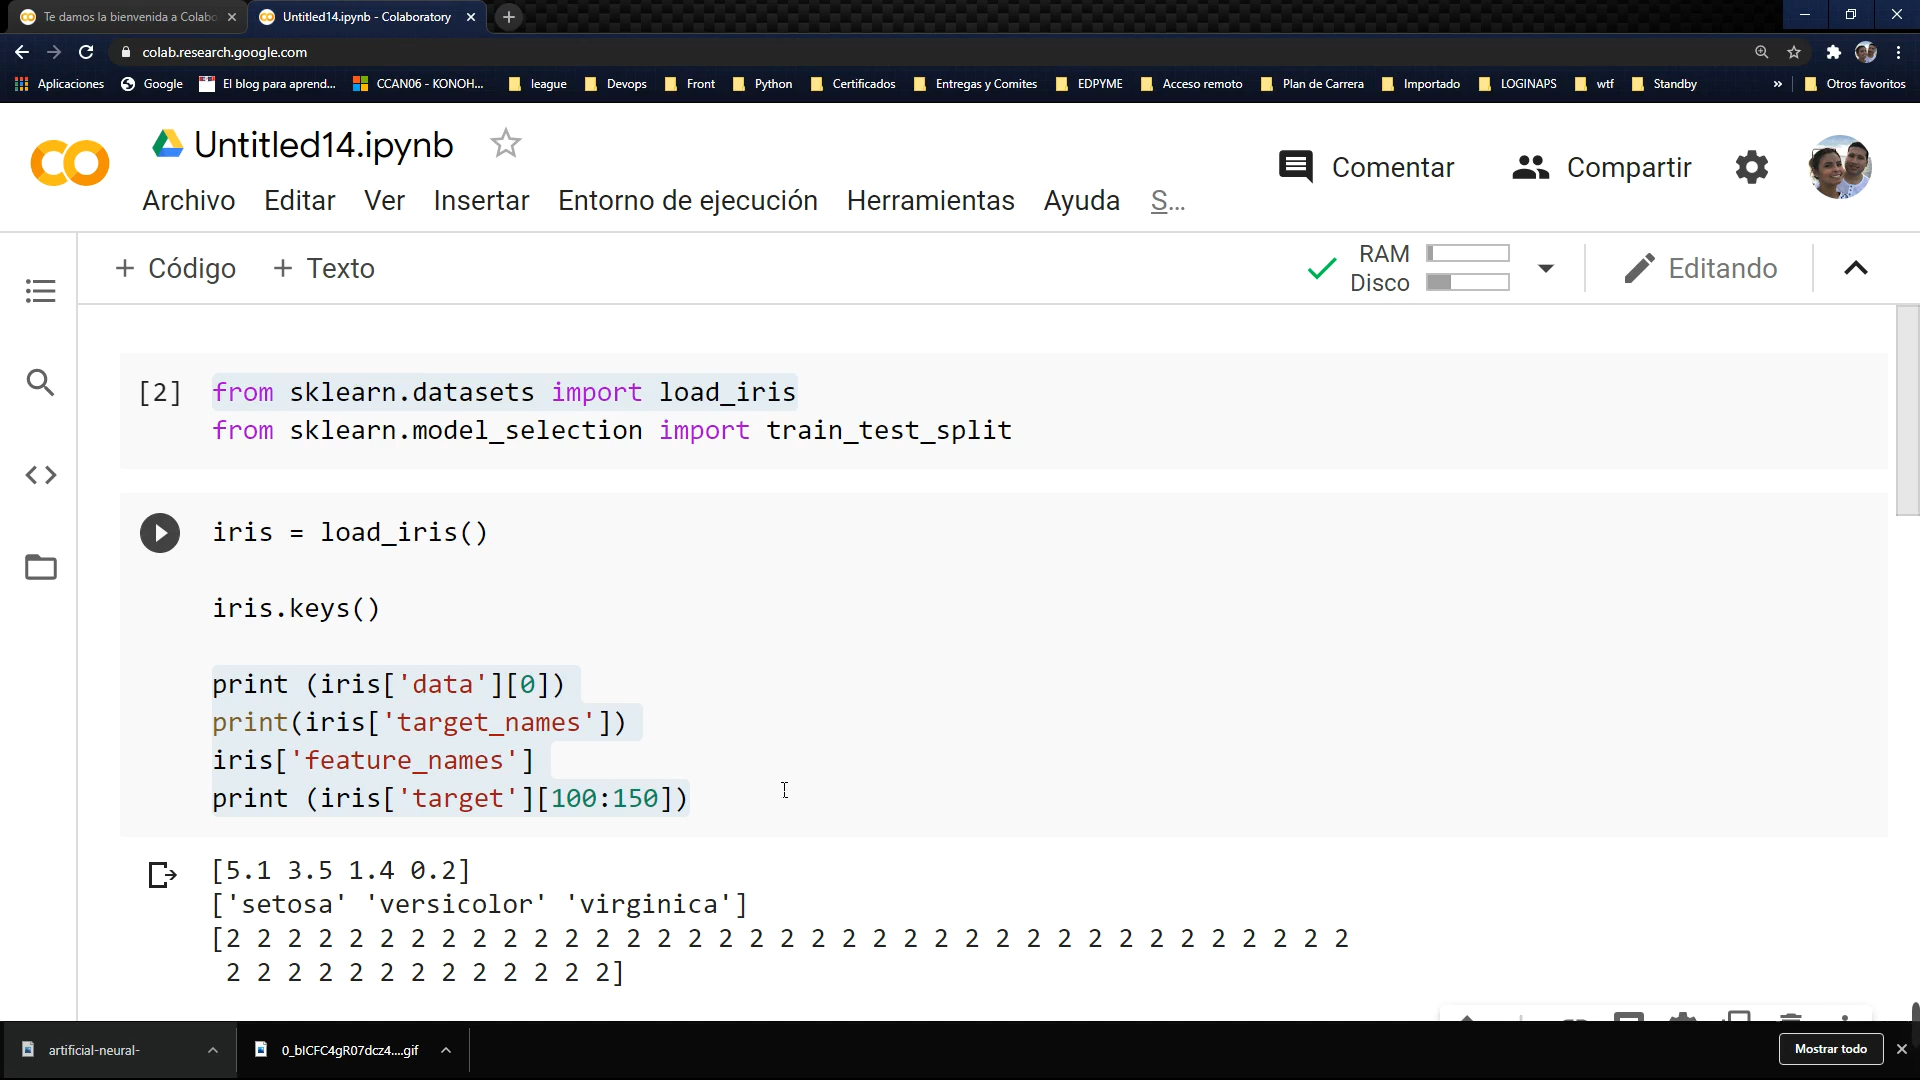 Te damos la bienvenida a Colabo
Untitled14.ipynb - Colaboratory
colab.research.google.com
Aplicaciones
Google
El blog para aprend...
CCAN06 - KONOH...
league
Devops
Front
Python
Certificados
Entregas y Comites
EDPYME
Acceso remoto
Plan de Carrera
Importado
LOGINAPS
wtf
Standby
»
Otros favoritos
Untitled14.ipynb
Comentar
Compartir
Archivo Editar Ver Insertar Entorno de ejecución Herramientas Ayuda S...
+ Código + Texto
RAM
Disco
Editando
[2] from sklearn.datasets import load_iris
from sklearn.model_selection import train_test_split
iris = load_iris()
iris.keys()
print (iris['data'][0])
print(iris['target_names'])
iris['feature_names']
print (iris['target'][100:150])
[5.1 3.5 1.4 0.2]
['setosa' 'versicolor' 'virginica']
[2 2 2 2 2 2 2 2 2 2 2 2 2 2 2 2 2 2 2 2 2 2 2 2 2 2 2 2 2 2 2 2 2 2 2 2 2
2 2 2 2 2 2 2 2 2 2 2 2 2]
artificial-neural-
0_bICFC4gR07dcz4....gif
Mostrar todo